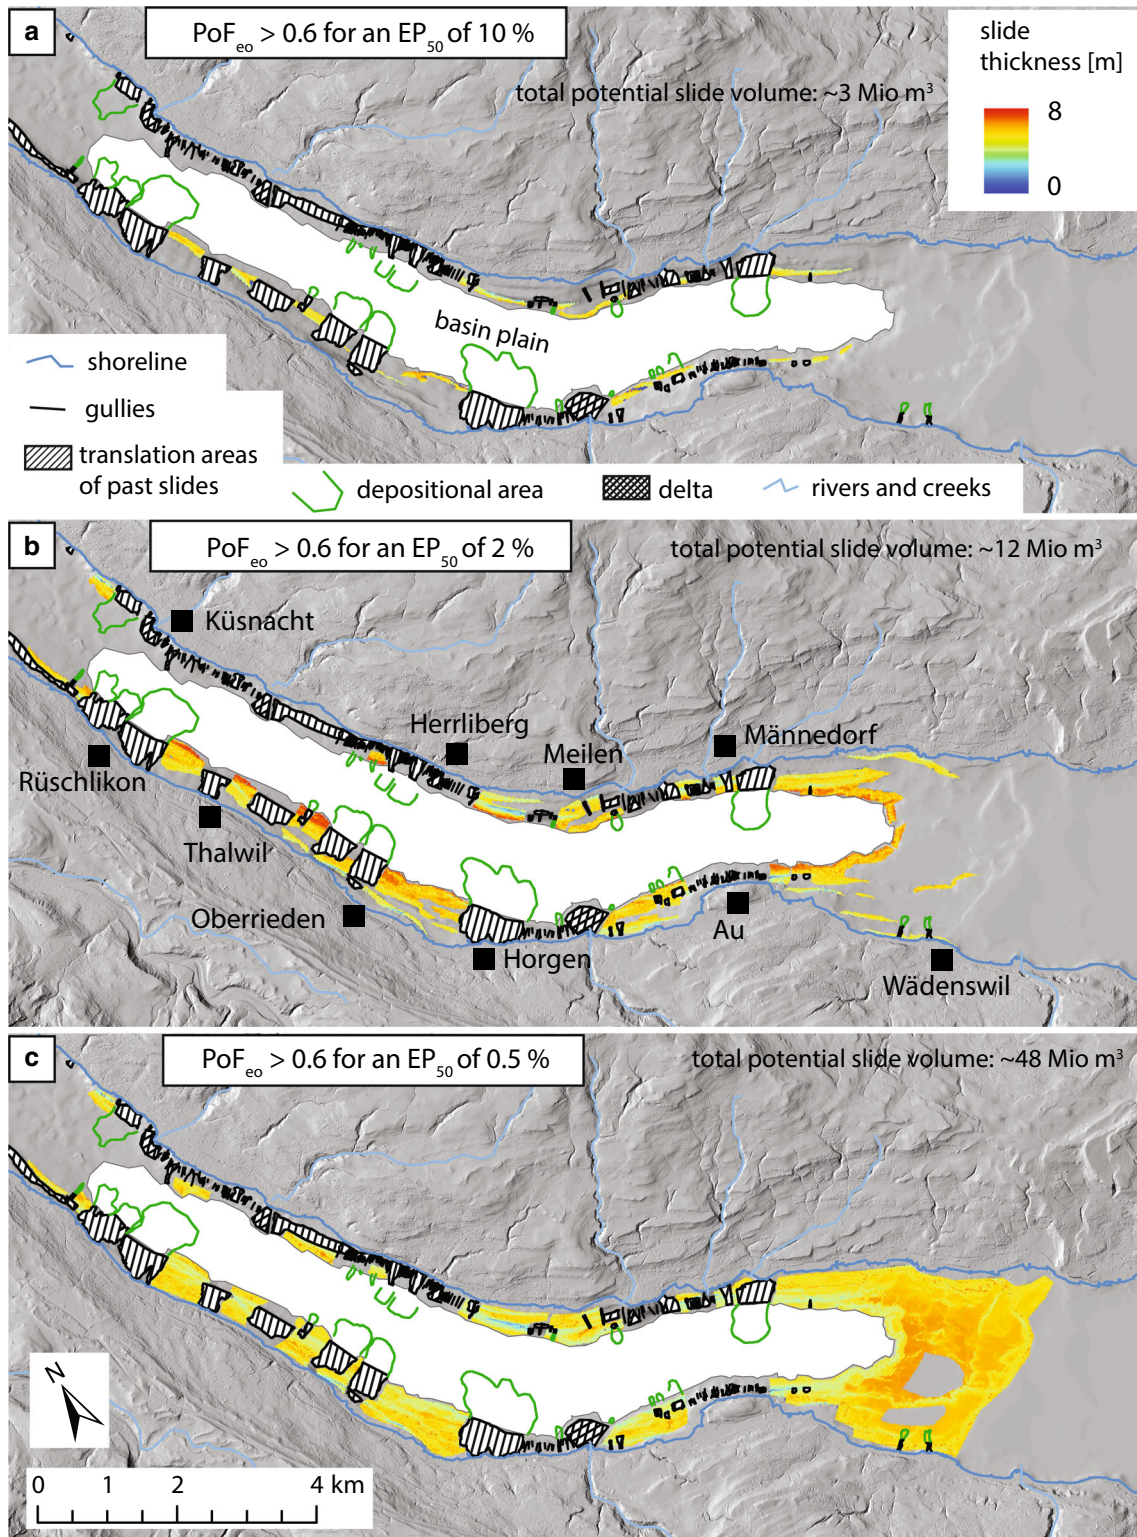 a
PoFeo > 0.6 for an EP50 of 10 %
slide
thickness [m]
8
0
total potential slide volume: ~3 Mio m³
basin plain
shoreline
gullies
translation areas
of past slides
depositional area
delta
rivers and creeks
b
PoFeo > 0.6 for an EP50 of 2 %
total potential slide volume: ~12 Mio m³
Küsnacht
Herrliberg
Meilen
Männedorf
Rüschlikon
Thalwil
Oberrieden
Horgen
Au
Wädenswil
c
PoFeo > 0.6 for an EP50 of 0.5 %
total potential slide volume: ~48 Mio m³
N
0 2 4 km